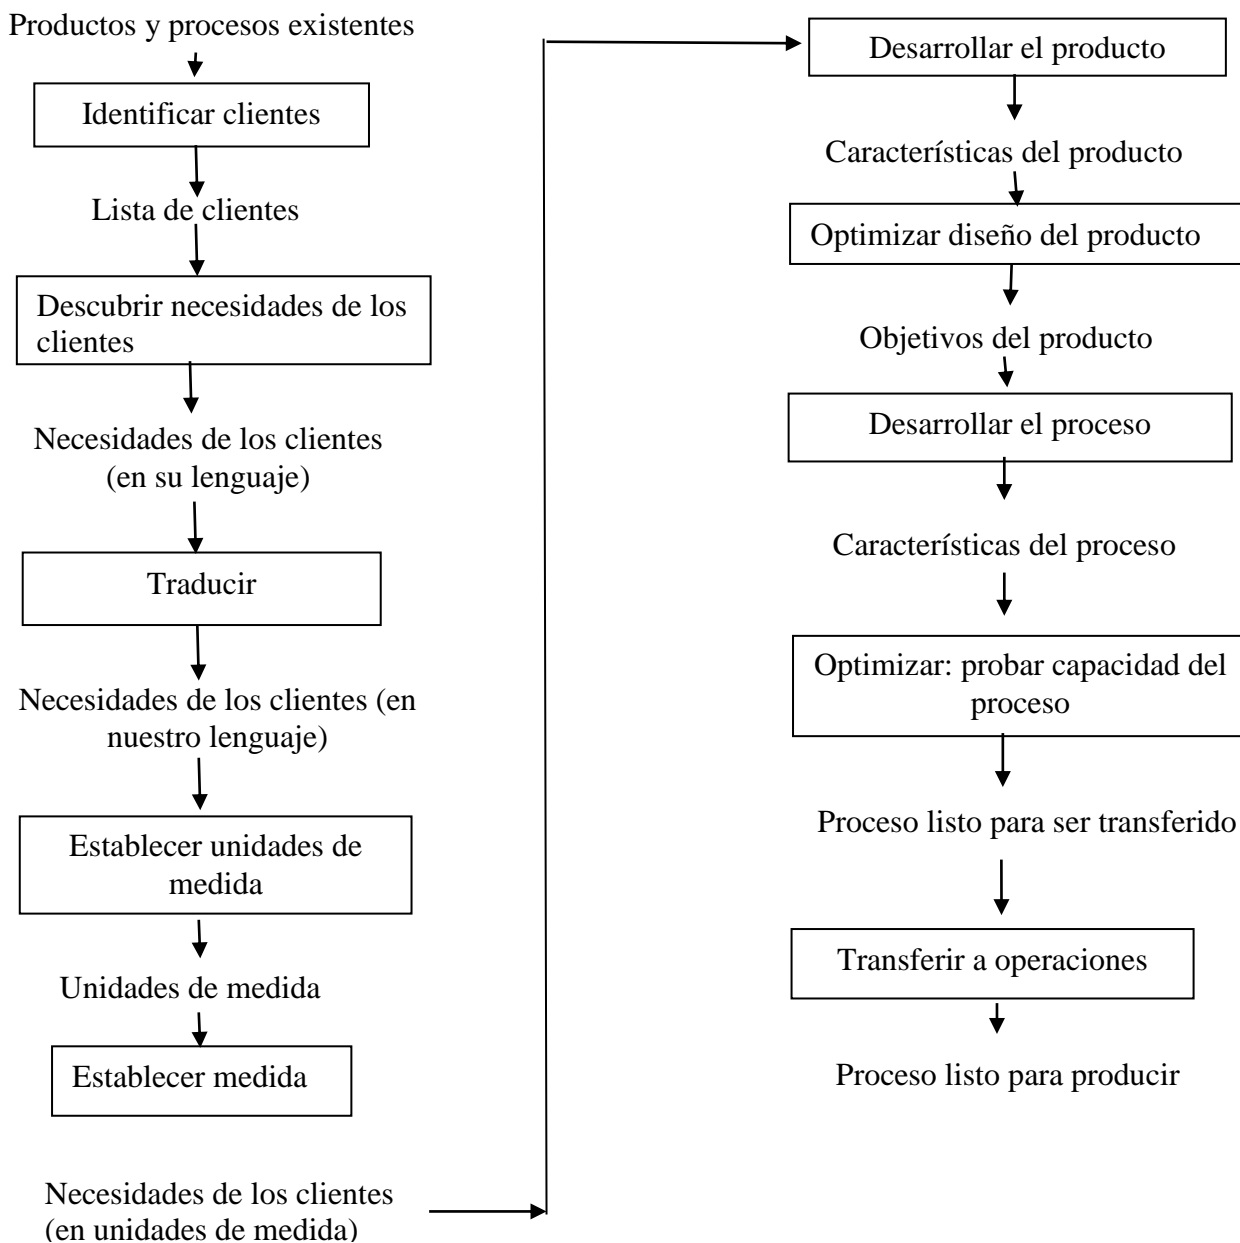 Productos y procesos existentes
Identificar clientes
Lista de clientes
Descubrir necesidades de los
clientes
Necesidades de los clientes
(en su lenguaje)
Traducir
Necesidades de los clientes (en
nuestro lenguaje)
Establecer unidades de
medida
Unidades de medida
Establecer medida
Necesidades de los clientes
(en unidades de medida)
Desarrollar el producto
Características del producto
Optimizar diseño del producto
Objetivos del producto
Desarrollar el proceso
Características del proceso
Optimizar: probar capacidad del
proceso
Proceso listo para ser transferido
Transferir a operaciones
Proceso listo para producir